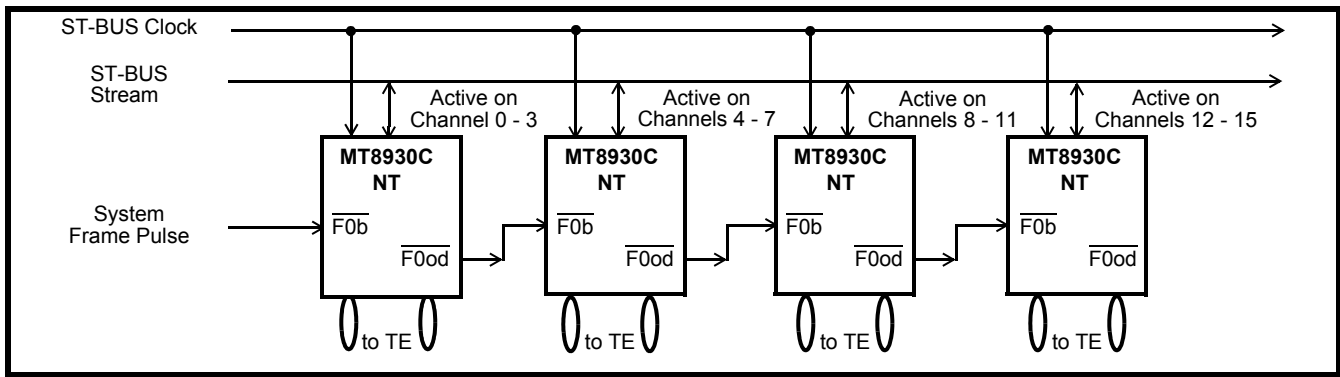 ST-BUS Clock
ST-BUS
Stream
Active on
Channel 0 - 3
Active on
Channels 4 - 7
Active on
Channels 8 - 11
Active on
Channels 12 - 15
MT8930C
NT
MT8930C
NT
MT8930C
NT
MT8930C
NT
System
Frame Pulse
F0b
F0od
F0b
F0od
F0b
F0od
F0b
F0od
to TE
to TE
to TE
to TE